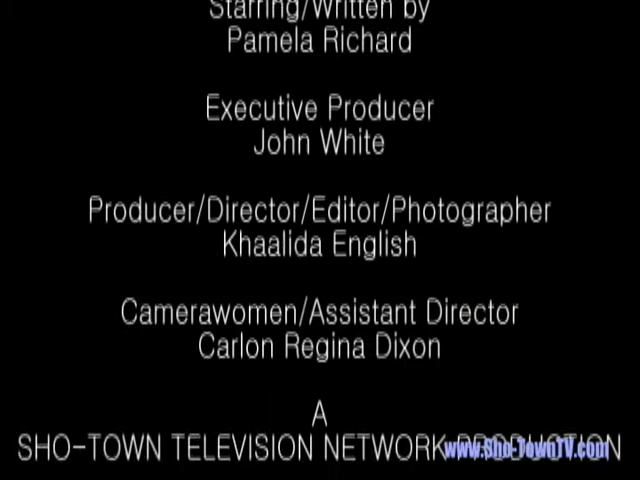 Starring/Written by
Pamela Richard
Executive Producer
John White
Producer/Director/Editor/Photographer
Khaalida English
Camerawomen/Assistant Director
Carlon Regina Dixon
A
SHO-TOWN TELEVISION NETWORK PRODUCTION
www.Sho-TownTV.com